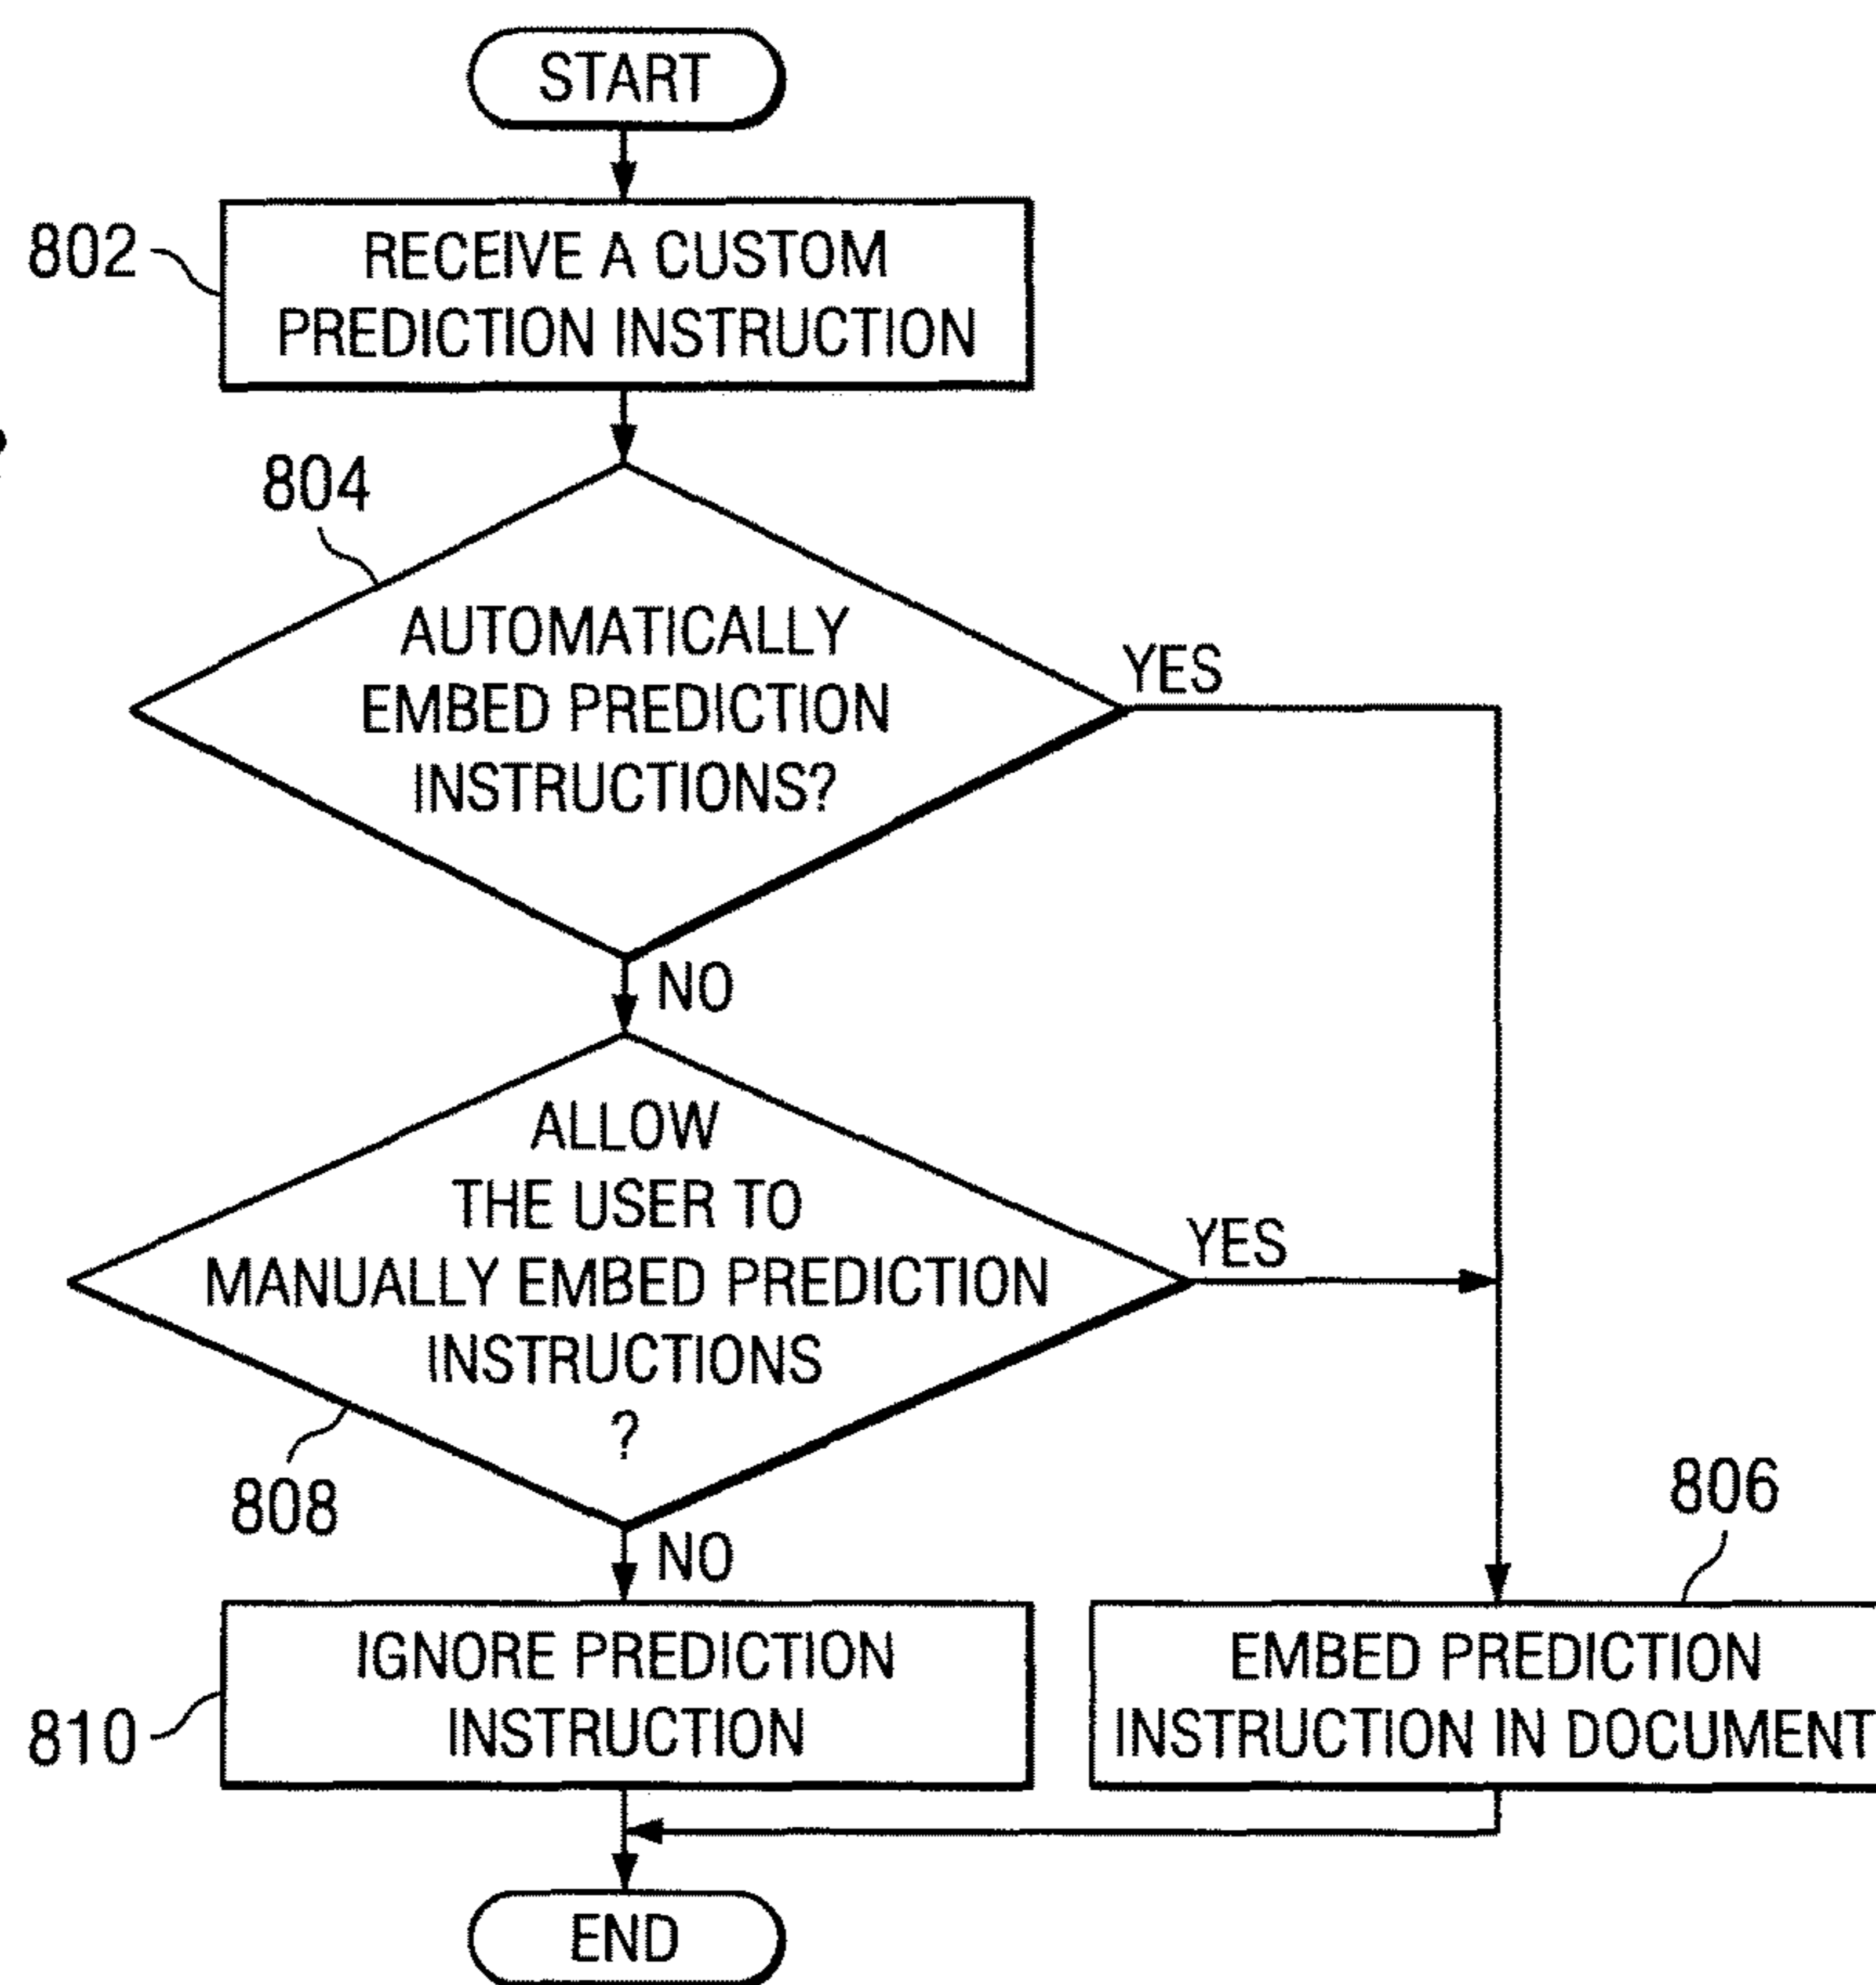 START
802
RECEIVE A CUSTOM
PREDICTION INSTRUCTION
804
AUTOMATICALLY
EMBED PREDICTION
INSTRUCTIONS?
YES
NO
ALLOW
THE USER TO
MANUALLY EMBED PREDICTION
INSTRUCTIONS
?
YES
808
NO
806
IGNORE PREDICTION
INSTRUCTION
810
EMBED PREDICTION
INSTRUCTION IN DOCUMENT
END